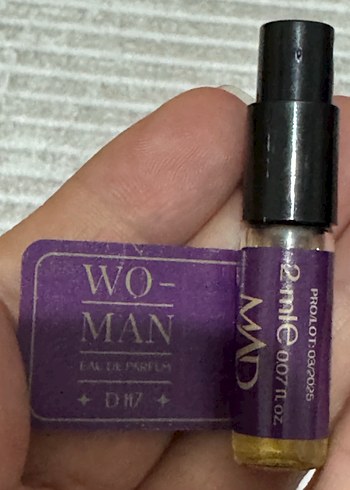 WO-
MAN
EAU DE PARFUM
D 117
MAD
2 ml e 0.07 fl. oz
PRO/LOT: 03/2025